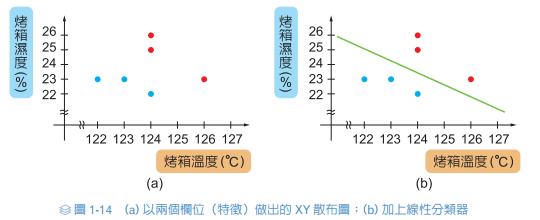 烤箱濕度(%)
26
25
24
23
22
122 123 124 125 126 127
烤箱溫度(℃)
(a)
烤箱濕度(%)
26
25
24
23
22
122 123 124 125 126 127
烤箱溫度(℃)
(b)
圖 1-14 (a) 以兩個欄位（特徵）做出的 XY 散布圖；(b) 加上線性分類器